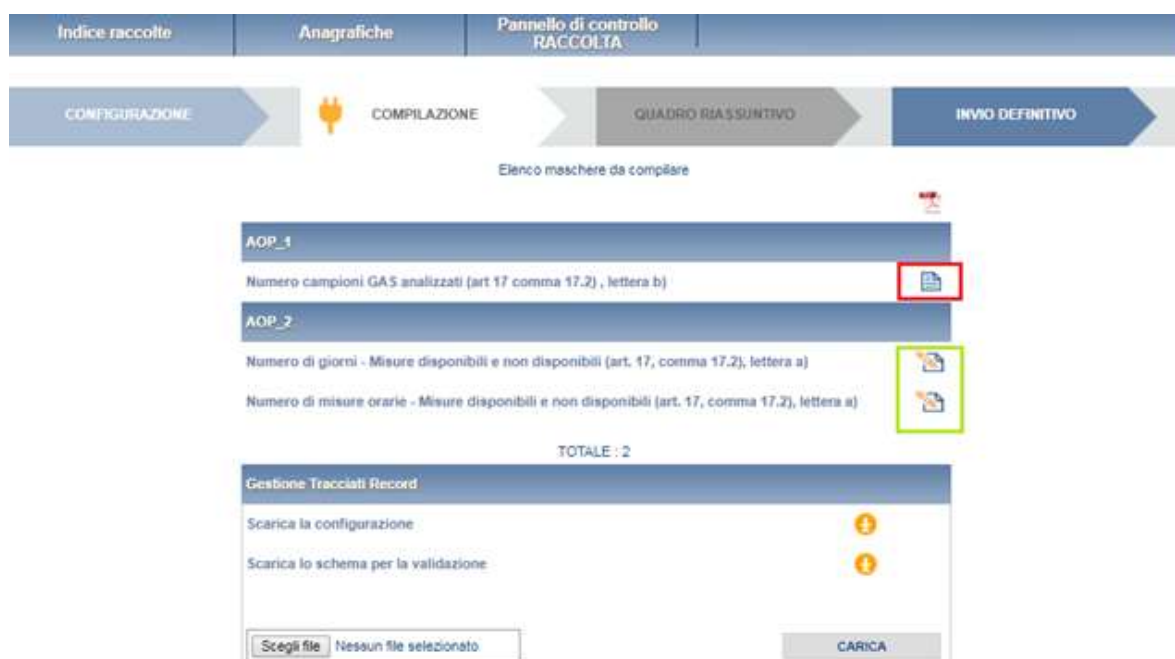 Indice raccolte
Anagrafiche
Pannello di controllo
RACCOLTA
CONFIGURAZIONE
COMPILAZIONE
QUADRO RIASSUNTIVO
INVIO DEFINITIVO
Elenco maschere da compilare
AOP_1
Numero campioni GAS analizzati (art 17 comma 17.2) , lettera b)
AOP_2
Numero di giorni - Misure disponibili e non disponibili (art. 17, comma 17.2), lettera a)
Numero di misure orarie - Misure disponibili e non disponibili (art. 17, comma 17.2), lettera a)
TOTALE : 2
Gestione Tracciati Record
Scarica la configurazione
Scarica lo schema per la validazione
Scegli file Nessun file selezionato
CARICA